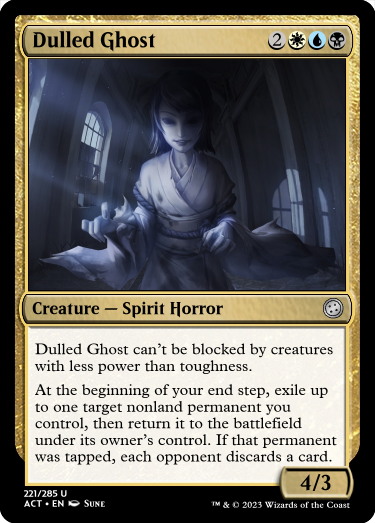 Dulled Ghost 2
Creature — Spirit Horror
Dulled Ghost can't be blocked by creatures
with less power than toughness.
At the beginning of your end step, exile up
to one target nonland permanent you
control, then return it to the battlefield
under its owner's control. If that permanent
was tapped, each opponent discards a card.
4/3
221/285 U
ACT • EN SUNE ™ & © 2023 Wizards of the Coast